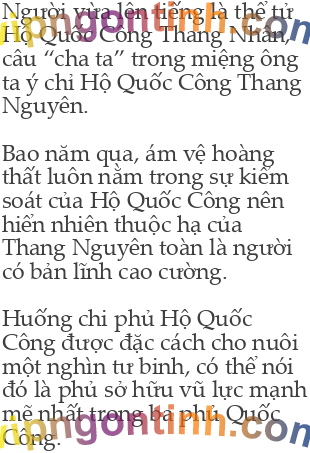 Người vừa lên tiếng là thế tử
Hộ Quốc Công Thang Nhân,
câu “cha ta” trong miệng ông
ta ý chỉ Hộ Quốc Công Thang
Nguyên.
Bao năm qua, ám vệ hoàng
thất luôn nằm trong sự kiểm
soát của Hộ Quốc Công nên
hiển nhiên thuộc hạ của
Thang Nguyên toàn là người
có bản lĩnh cao cường.
Huống chi phủ Hộ Quốc
Công được đặc cách cho nuôi
một nghìn tư binh, có thể nói
đó là phủ sở hữu vũ lực mạnh
mẽ nhất trong ba phủ Quốc
Công.